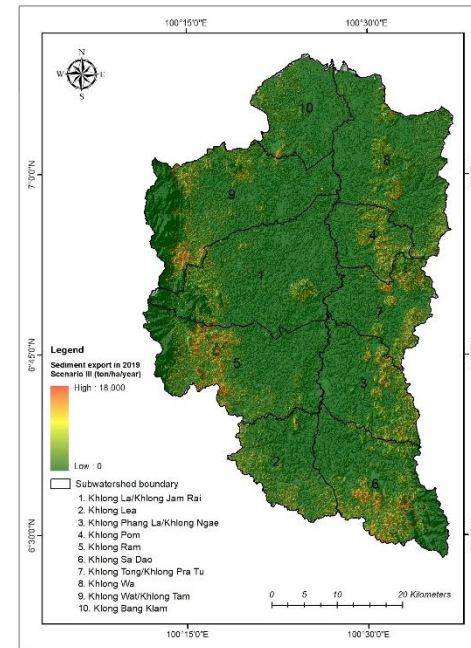 100°15'0"E 100°30'0"E
N
W E
S
10
8
7°0'0"N
9
4
1
7
Legend
Sediment export in 2019
Scenario III (ton/ha/year)
High : 18,000
Low : 0
6°45'0"N
5
3
2
6
Subwatershed boundary
1. Khlong La/Khlong Jam Rai
2. Khlong Lea
3. Khlong Phang La/Khlong Ngae
4. Khlong Pom
5. Khlong Ram
6. Khlong Sa Dao
7. Khlong Tong/Khlong Pra Tu
8. Khlong Wa
9. Khlong Wat/Khlong Tam
10. Klong Bang Klam
6°30'0"N
0 5 10 20 Kilometers
100°15'0"E 100°30'0"E